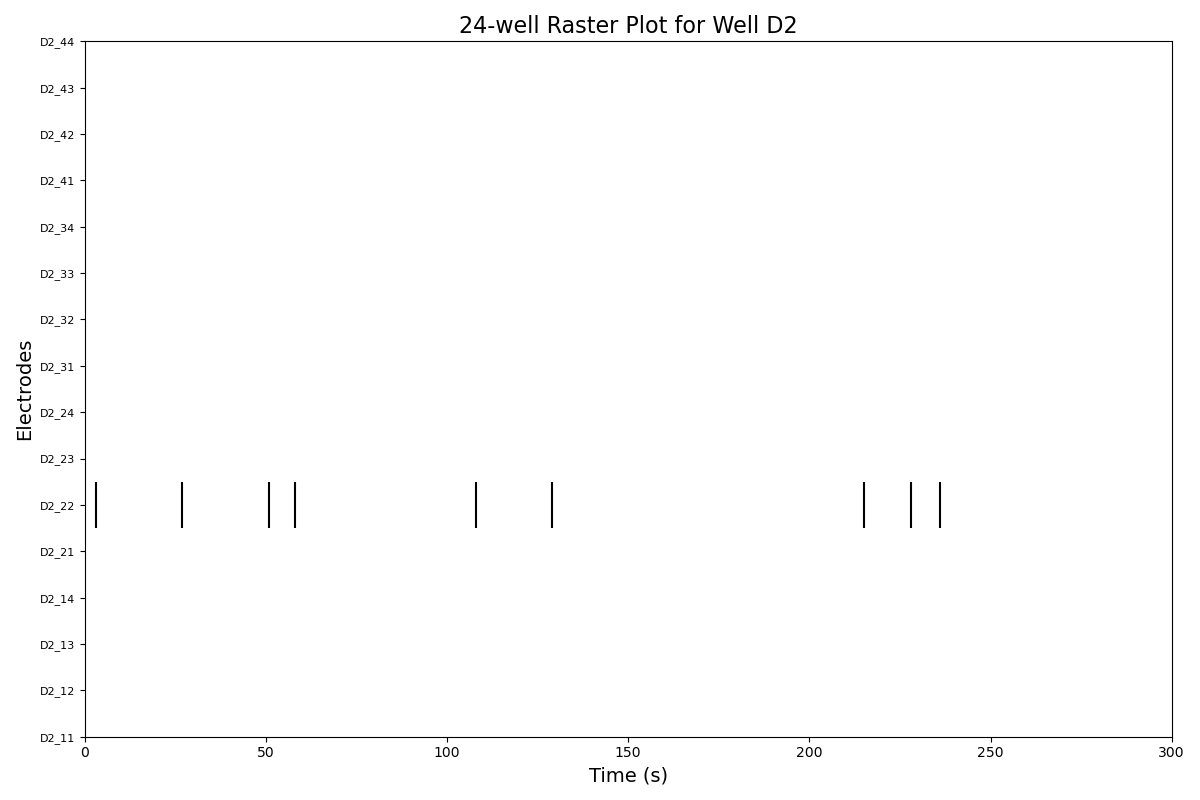 24-well Raster Plot for Well D2
D2_44
D2_43
D2_42
D2_41
D2_34
D2_33
D2_32
D2_31
D2_24
D2_23
D2_22
D2_21
D2_14
D2_13
D2_12
D2_11
Electrodes
0 50 100 150 200 250 300
Time (s)